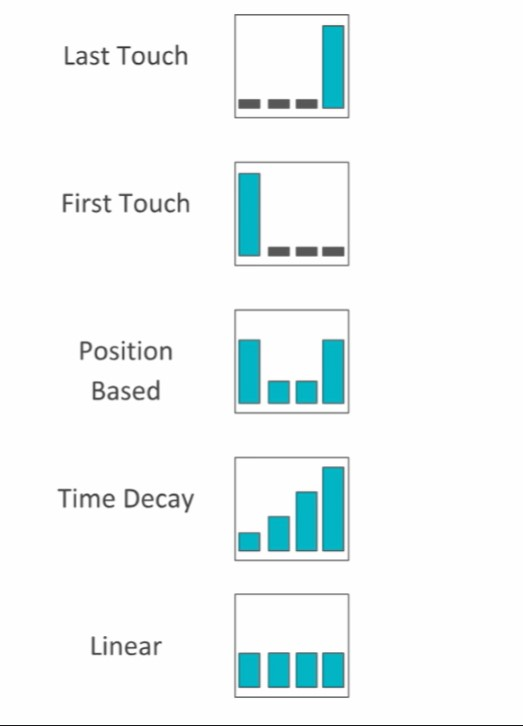 Last Touch
First Touch
Position
Based
Time Decay
Linear